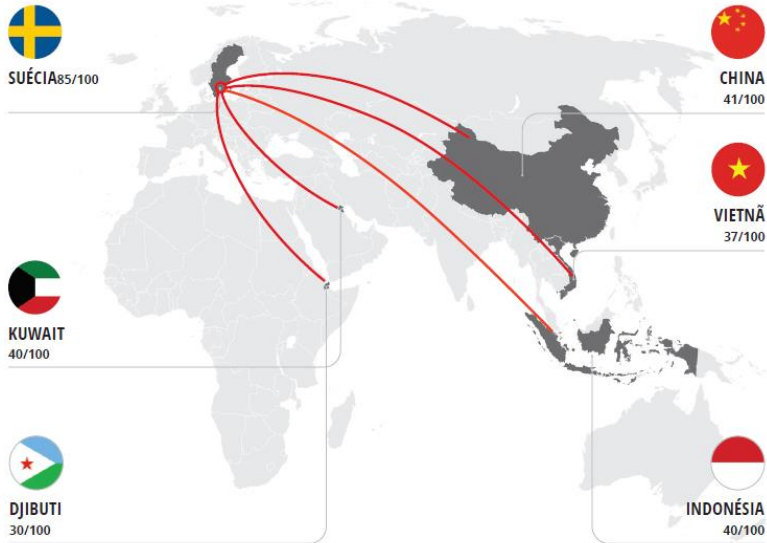 SUÉCIA85/100
CHINA
41/100
VIETNÃ
37/100
KUWAIT
40/100
DJIBUTI
30/100
INDONÉSIA
40/100